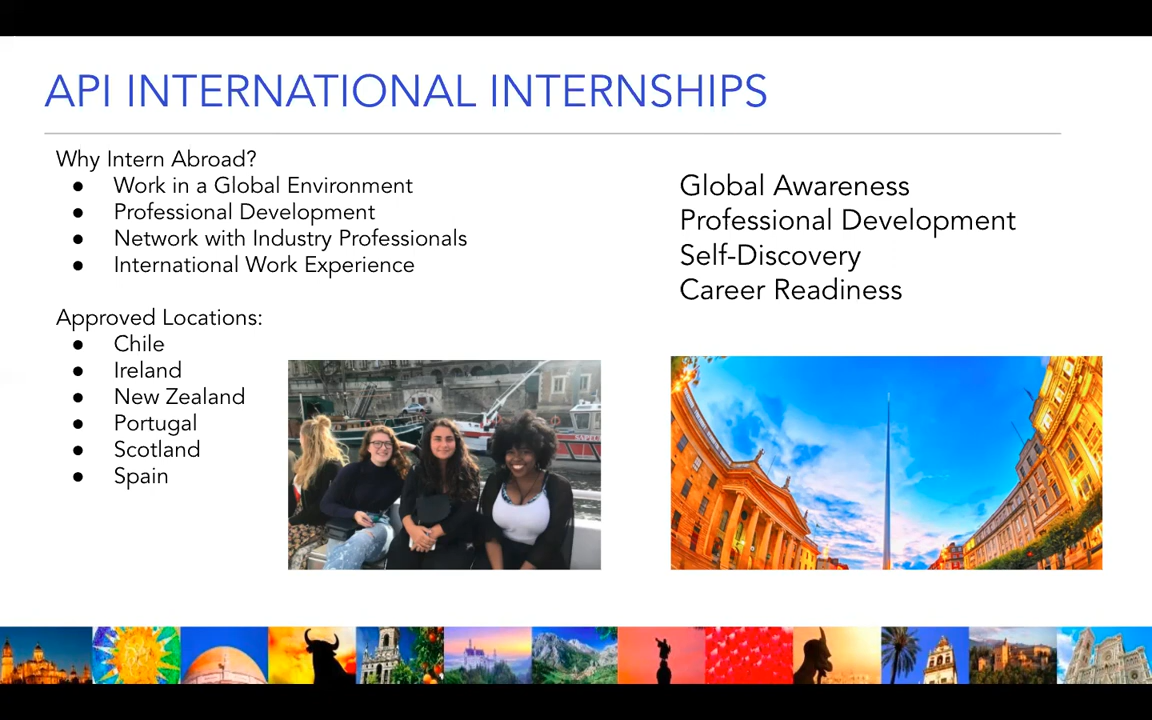 API INTERNATIONAL INTERNSHIPS
Why Intern Abroad?
● Work in a Global Environment
● Professional Development
● Network with Industry Professionals
● International Work Experience
Approved Locations:
● Chile
● Ireland
● New Zealand
● Portugal
● Scotland
● Spain
Global Awareness
Professional Development
Self-Discovery
Career Readiness